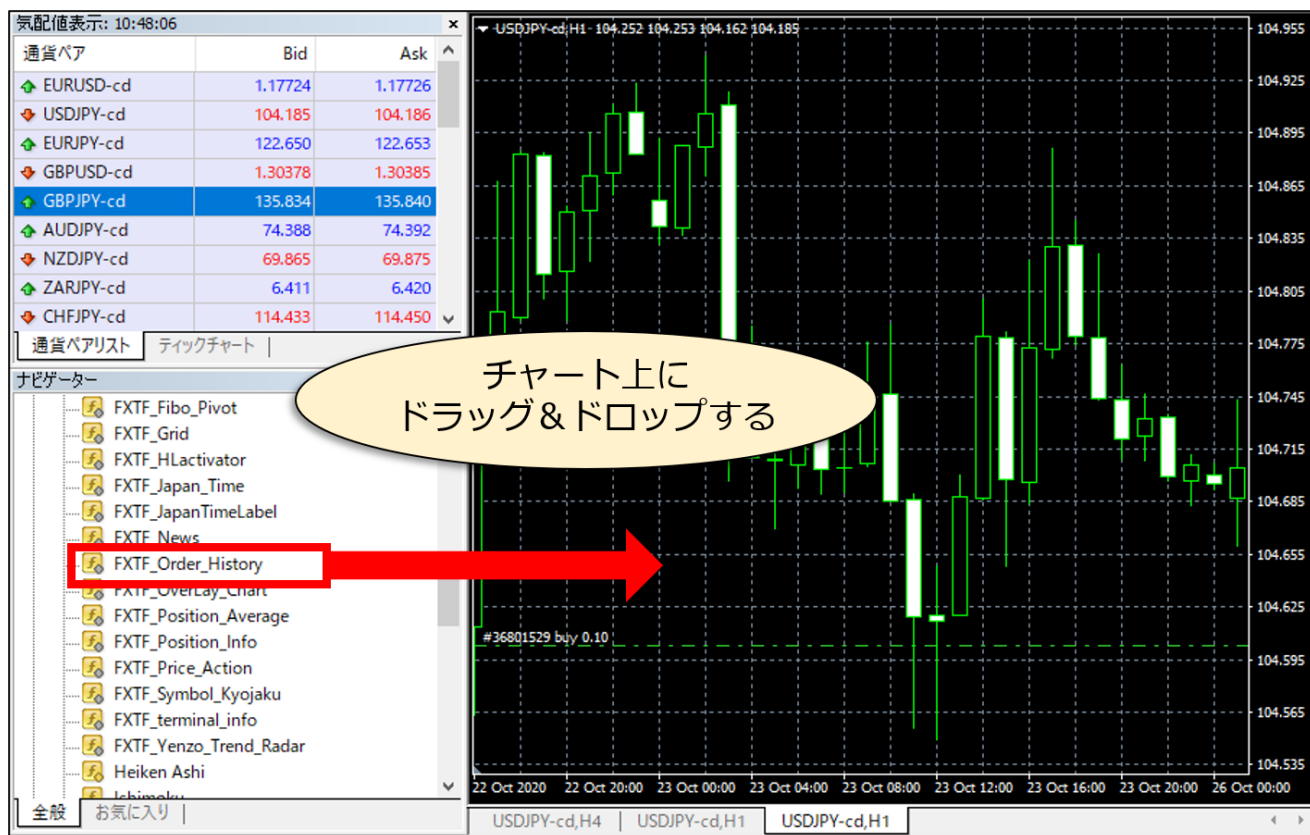 気配値表示: 10:48:06
通貨ペア Bid Ask
EURUSD-cd 1.17724 1.17726
USDJPY-cd 104.185 104.186
EURJPY-cd 122.650 122.653
GBPUSD-cd 1.30378 1.30385
GBPJPY-cd 135.834 135.840
AUDJPY-cd 74.388 74.392
NZDJPY-cd 69.865 69.875
ZARJPY-cd 6.411 6.420
CHFJPY-cd 114.433 114.450
通貨ペアリスト ティックチャート
ナビゲーター
FXTF_Fibo_Pivot
FXTF_Grid
FXTF_HLactivator
FXTF_Japan_Time
FXTF_JapanTimeLabel
FXTF_News
FXTF_Order_History
FXTF_OverLay_Chart
FXTF_Position_Average
FXTF_Position_Info
FXTF_Price_Action
FXTF_Symbol_Kyojaku
FXTF_terminal_info
FXTF_Yenzo_Trend_Radar
Heiken Ashi
Ichimoku
全般 お気に入り
チャート上に
ドラッグ＆ドロップする
USDJPY-cd,H1 104.252 104.253 104.162 104.185
#36801529 buy 0.10
104.955
104.925
104.895
104.865
104.835
104.805
104.775
104.745
104.715
104.685
104.655
104.625
104.595
104.565
104.535
22 Oct 2020 22 Oct 20:00 23 Oct 00:00 23 Oct 04:00 23 Oct 08:00 23 Oct 12:00 23 Oct 16:00 23 Oct 20:00 26 Oct 00:00
USDJPY-cd,H4 USDJPY-cd,H1 USDJPY-cd,H1